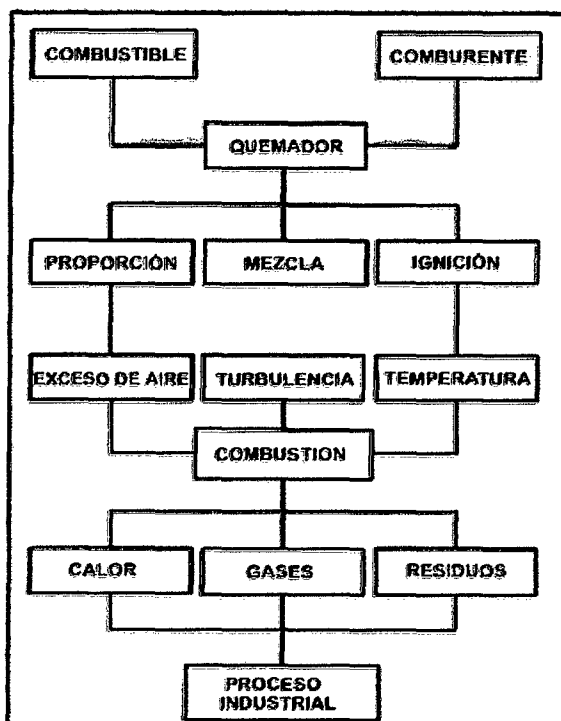 COMBUSTIBLE
COMBURENTE
QUEMADOR
PROPORCIÓN
MEZCLA
IGNICIÓN
EXCESO DE AIRE
TURBULENCIA
TEMPERATURA
COMBUSTION
CALOR
GASES
RESIDUOS
PROCESO
INDUSTRIAL